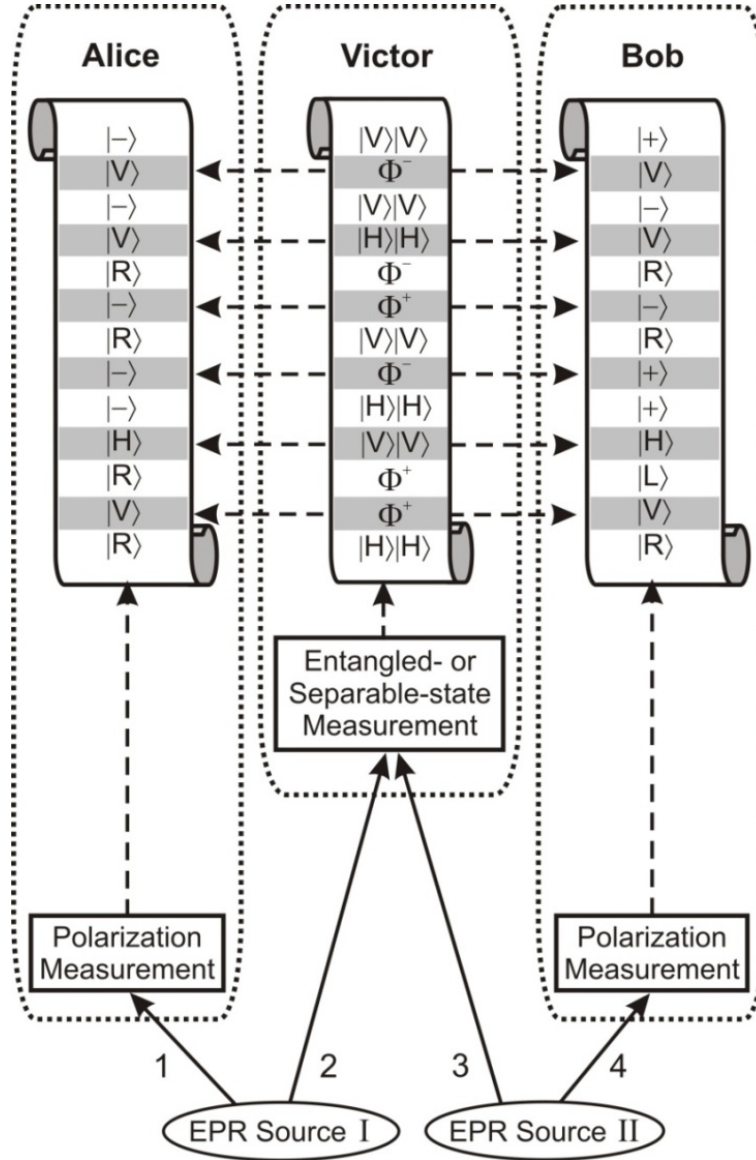 Alice Victor Bob
|−⟩ |V⟩|V⟩ |+⟩
|V⟩ Φ⁻ |V⟩
|−⟩ |V⟩|V⟩ |−⟩
|V⟩ |H⟩|H⟩ |V⟩
|R⟩ Φ⁻ |R⟩
|−⟩ Φ⁺ |−⟩
|R⟩ |V⟩|V⟩ |R⟩
|−⟩ Φ⁻ |+⟩
|−⟩ |H⟩|H⟩ |+⟩
|H⟩ |V⟩|V⟩ |H⟩
|R⟩ Φ⁺ |L⟩
|V⟩ Φ⁺ |V⟩
|R⟩ |H⟩|H⟩ |R⟩
Entangled- or
Separable-state
Measurement
Polarization
Measurement
Polarization
Measurement
1 2 3 4
EPR Source I
EPR Source II